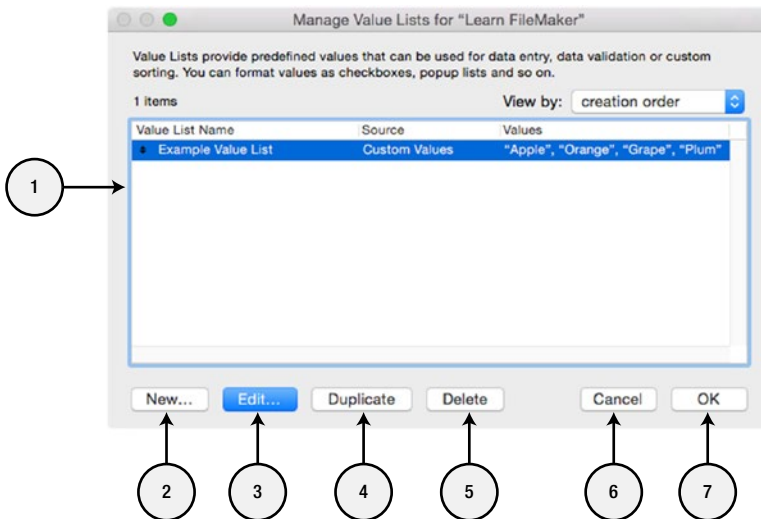 Manage Value Lists for “Learn FileMaker”
Value Lists provide predefined values that can be used for data entry, data validation or custom
sorting. You can format values as checkboxes, popup lists and so on.
1 items
View by: creation order
Value List Name Source Values
Example Value List Custom Values “Apple”, “Orange”, “Grape”, “Plum”
1
New... Edit... Duplicate Delete Cancel OK
2 3 4 5 6 7